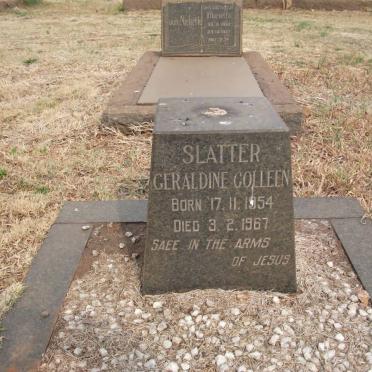 SLATTER
GERALDINE COLLEEN
BORN 17. 11. 1954
DIED 3. 2. 1967
SAFE IN THE ARMS
OF JESUS